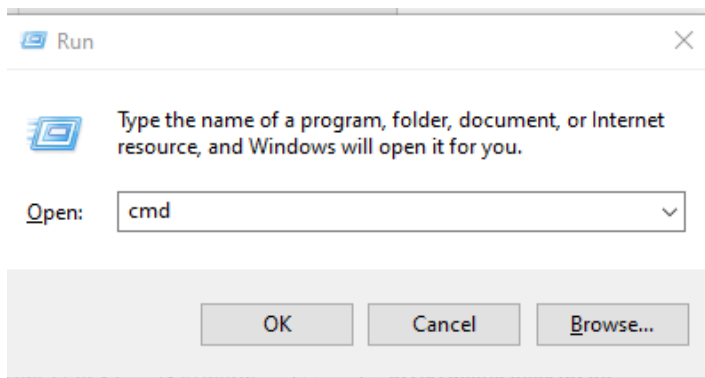 Run
Type the name of a program, folder, document, or Internet
resource, and Windows will open it for you.
Open: cmd
OK Cancel Browse...